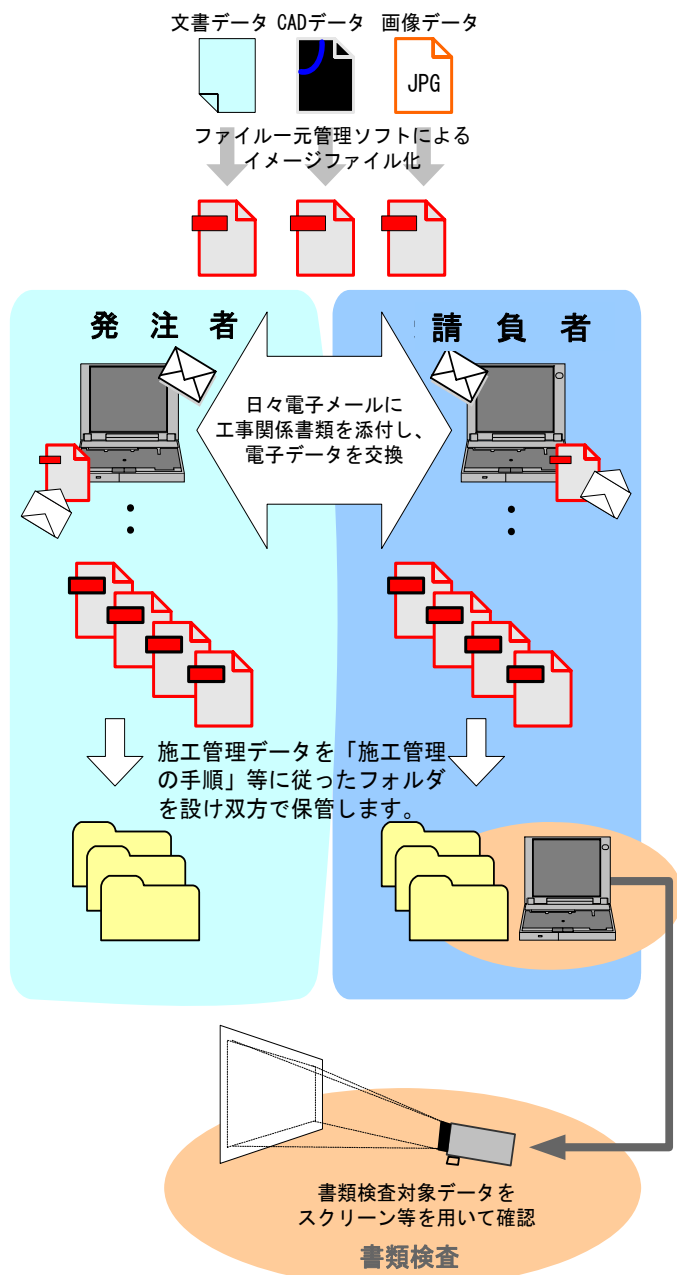 文書データ CADデータ 画像データ
JPG
ファイル一元管理ソフトによる
イメージファイル化
発注者
請負者
日々電子メールに
工事関係書類を添付し、
電子データを交換
施工管理データを「施工管理
の手順」等に従ったフォルダ
を設け双方で保管します。
書類検査対象データを
スクリーン等を用いて確認
書類検査